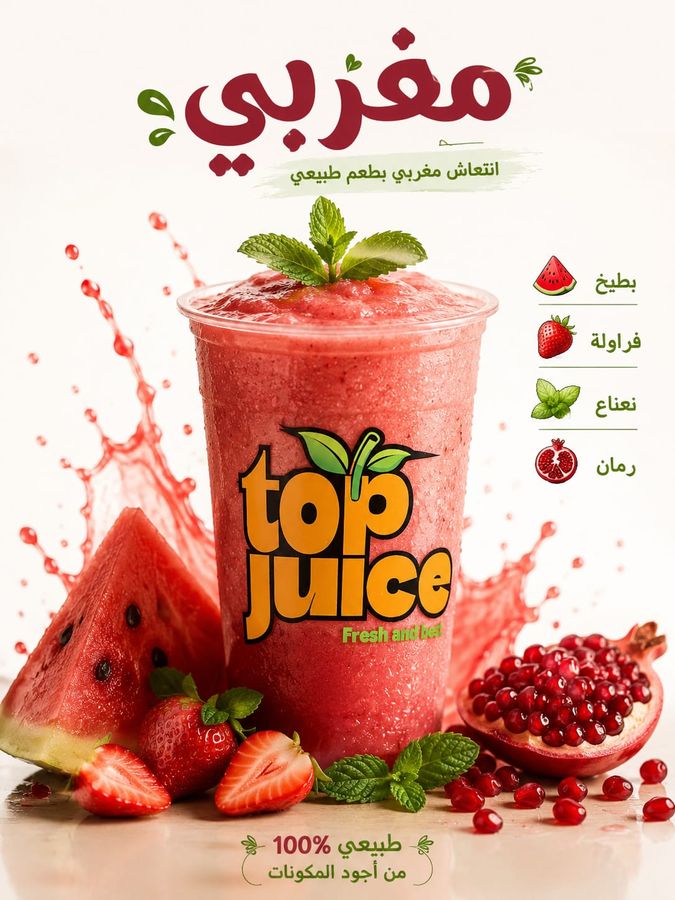 مغربي
انتعاش مغربي بطعم طبيعي
بطيخ
فراولة
نعناع
رمان
top
juice
Fresh and best
100% طبيعي
من أجود المكونات